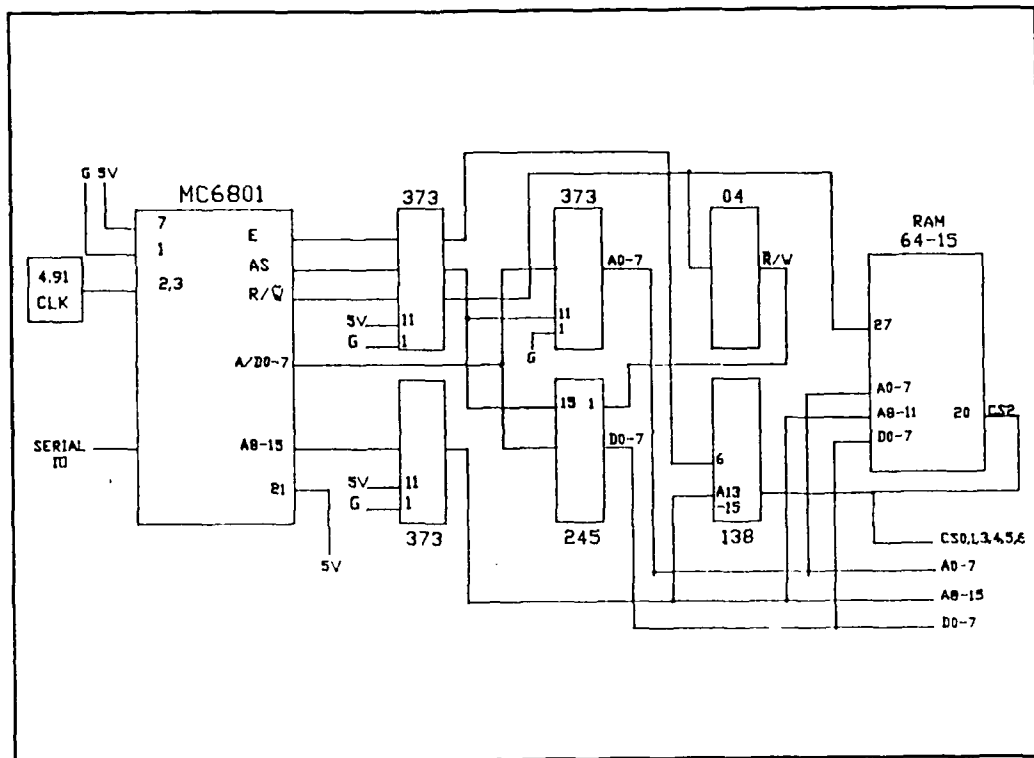 G 5V
MC6801
7
1
2,3
4.91
CLK
E
AS
R/W̅
A/D0-7
A8-15
21
5V
SERIAL
373
5V
11
G
1
373
A0-7
11
1
G
04
R̅/W
RAM
64-15
27
A0-7
A8-11
D0-7
20
CS2
5V
11
G
1
373
15
1
D0-7
245
6
A13
-15
138
CS0,1,3,4,5,6
A0-7
A8-15
D0-7